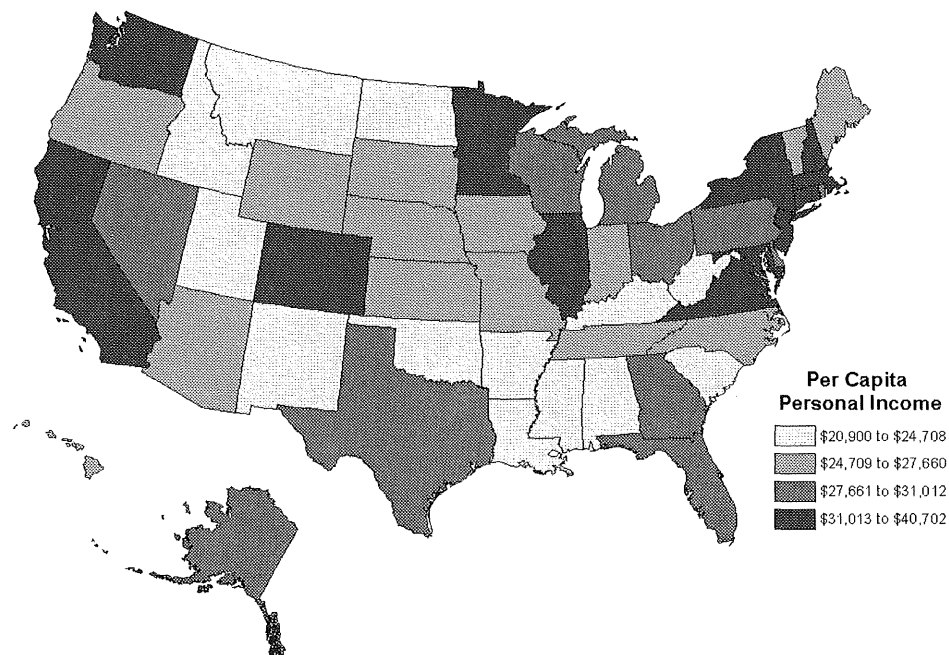 Per Capita
Personal Income
$20,900 to $24,708
$24,709 to $27,660
$27,661 to $31,012
$31,013 to $40,702